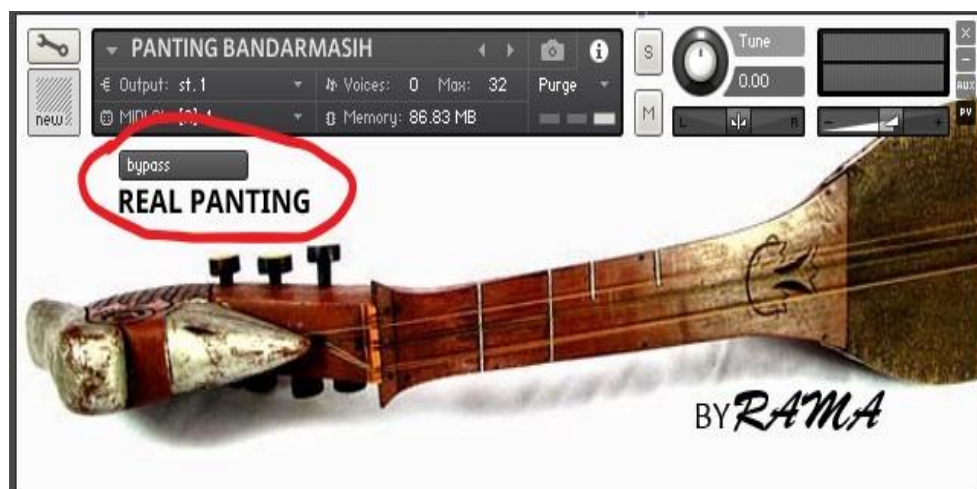 PANTING BANDARMASIH
Output: st.1
Voices: 0 Max: 32
Purge
new
Memory: 86.83 MB
S
M
Tune
0.00
L
R
AUX
PV
bypass
REAL PANTING
BY RAMA